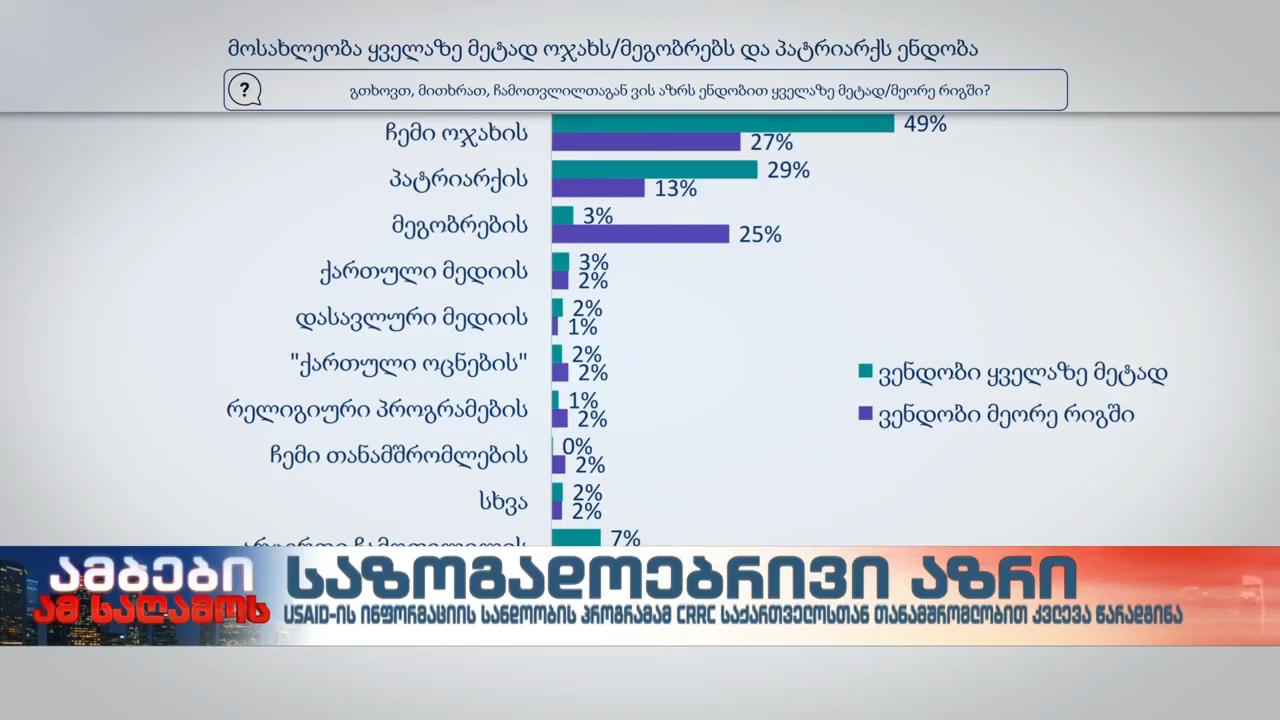 მოსახლეობა ყველაზე მეტად ოჯახს/მეგობრებს და პატრიარქს ენდობა
? გთხოვთ, მითხრათ, ჩამოთვლილთაგან ვის აზრს ენდობით ყველაზე მეტად/მეორე რიგში?
ჩემი ოჯახის 49%
27%
პატრიარქის 29%
13%
მეგობრების 3%
25%
ქართული მედიის 3%
2%
დასავლური მედიის 2%
1%
"ქართული ოცნების" 2%
2%
რელიგიური პროგრამების 1%
2%
ჩემი თანამშრომლების 0%
2%
სხვა 2%
2%
7%
ვენდობი ყველაზე მეტად
ვენდობი მეორე რიგში
ამბები
ამ საღამოს
საზოგადოებრივი აზრი
USAID-ის ინფორმაციის სანდოობის პროგრამამ CRRC საქართველოსთან თანამშრომლობით კვლევა წარადგინა